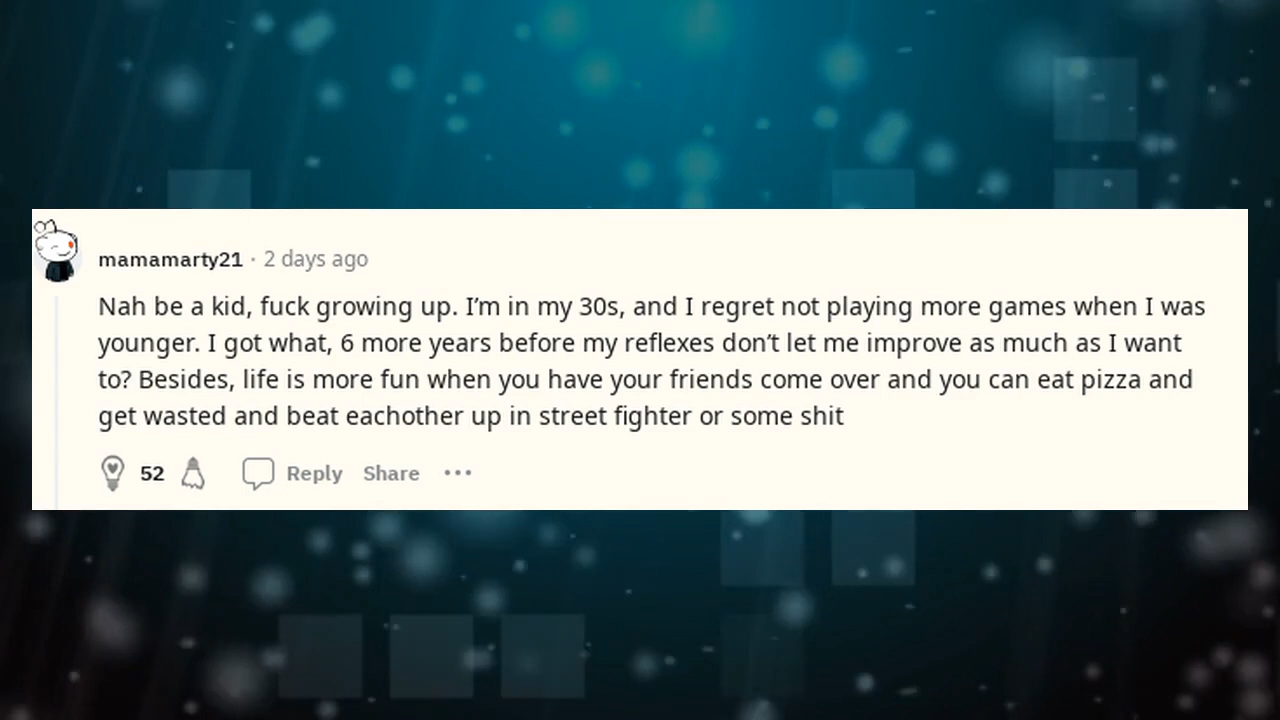 mamamarty21 · 2 days ago
Nah be a kid, fuck growing up. I’m in my 30s, and I regret not playing more games when I was
younger. I got what, 6 more years before my reflexes don’t let me improve as much as I want
to? Besides, life is more fun when you have your friends come over and you can eat pizza and
get wasted and beat eachother up in street fighter or some shit
52 Reply Share ···